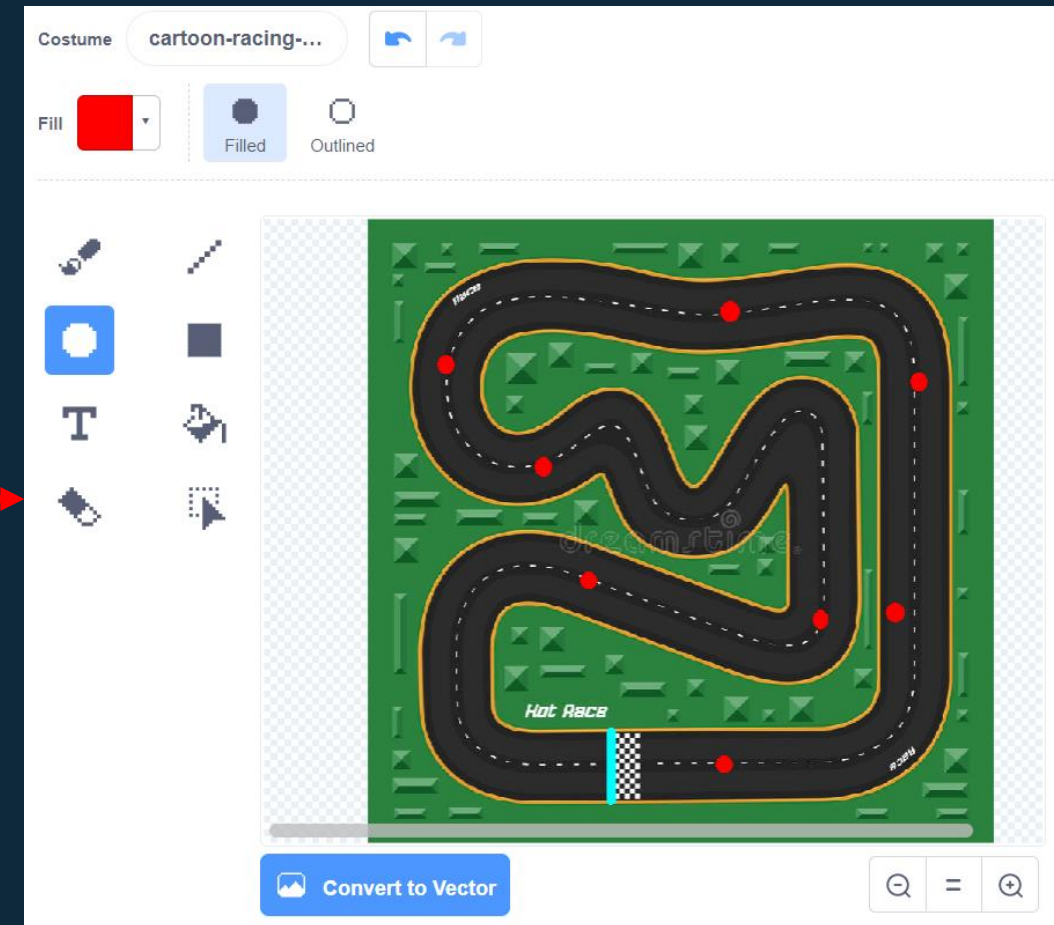 Costume
cartoon-racing-...
Fill
Filled
Outlined
T
Race
dreamstime.
Hot Race
Race
Convert to Vector